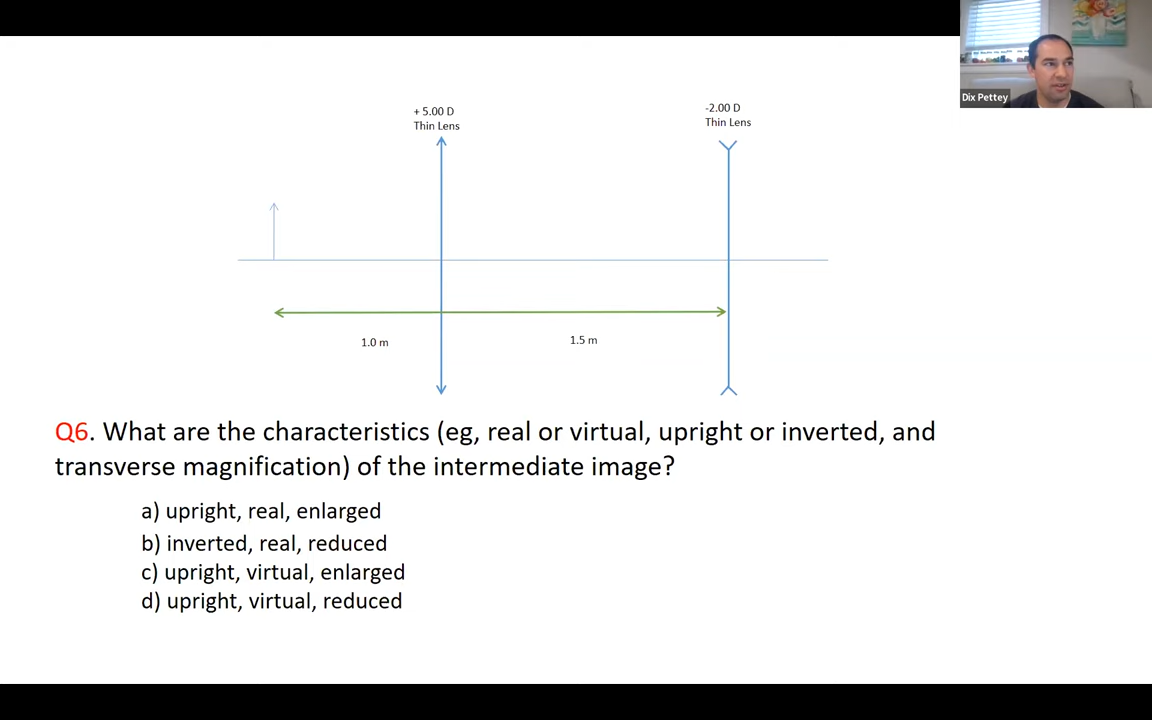 Dix Pettey
+ 5.00 D
Thin Lens
-2.00 D
Thin Lens
1.0 m
1.5 m
Q6. What are the characteristics (eg, real or virtual, upright or inverted, and
transverse magnification) of the intermediate image?
a) upright, real, enlarged
b) inverted, real, reduced
c) upright, virtual, enlarged
d) upright, virtual, reduced